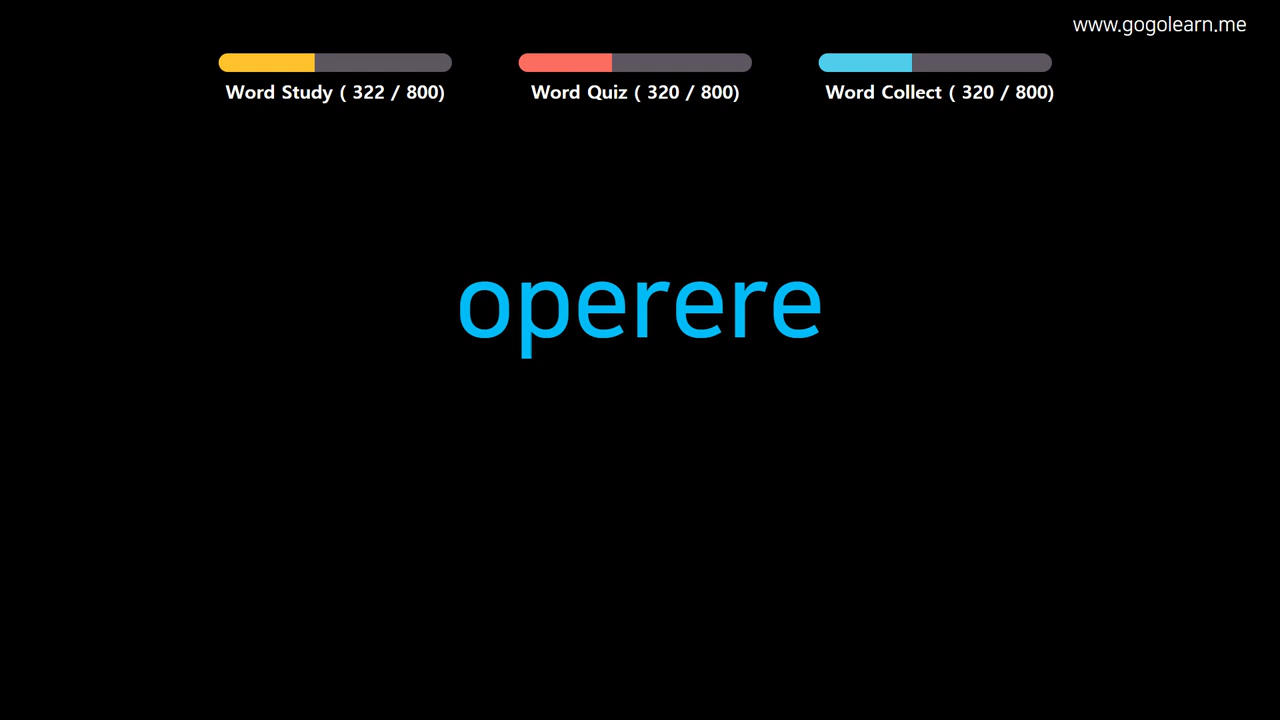 www.gogolearn.me
Word Study ( 322 / 800)
Word Quiz ( 320 / 800)
Word Collect ( 320 / 800)
operere